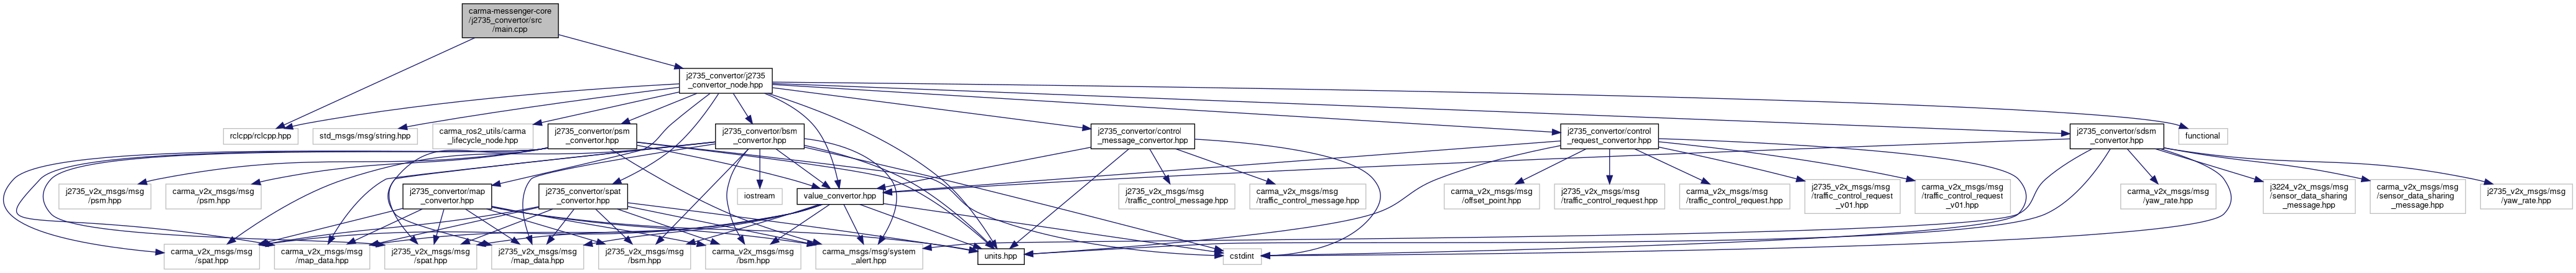 carma-messenger-core
/j2735_convertor/src
/main.cpp
j2735_convertor/j2735
_convertor_node.hpp
rclcpp/rclcpp.hpp
std_msgs/msg/string.hpp
carma_ros2_utils/carma
_lifecycle_node.hpp
j2735_convertor/psm
_convertor.hpp
j2735_convertor/bsm
_convertor.hpp
j2735_convertor/control
_message_convertor.hpp
j2735_convertor/control
_request_convertor.hpp
j2735_convertor/sdsm
_convertor.hpp
functional
j2735_v2x_msgs/msg
/psm.hpp
carma_v2x_msgs/msg
/psm.hpp
j2735_convertor/map
_convertor.hpp
j2735_convertor/spat
_convertor.hpp
iostream
value_convertor.hpp
j2735_v2x_msgs/msg
/traffic_control_message.hpp
carma_v2x_msgs/msg
/traffic_control_message.hpp
carma_v2x_msgs/msg
/offset_point.hpp
j2735_v2x_msgs/msg
/traffic_control_request.hpp
carma_v2x_msgs/msg
/traffic_control_request.hpp
j2735_v2x_msgs/msg
/traffic_control_request
_v01.hpp
carma_v2x_msgs/msg
/traffic_control_request
_v01.hpp
carma_v2x_msgs/msg
/yaw_rate.hpp
j3224_v2x_msgs/msg
/sensor_data_sharing
_message.hpp
carma_v2x_msgs/msg
/sensor_data_sharing
_message.hpp
j2735_v2x_msgs/msg
/yaw_rate.hpp
carma_v2x_msgs/msg
/spat.hpp
carma_v2x_msgs/msg
/map_data.hpp
j2735_v2x_msgs/msg
/spat.hpp
j2735_v2x_msgs/msg
/map_data.hpp
j2735_v2x_msgs/msg
/bsm.hpp
carma_v2x_msgs/msg
/bsm.hpp
carma_msgs/msg/system
_alert.hpp
units.hpp
cstdint